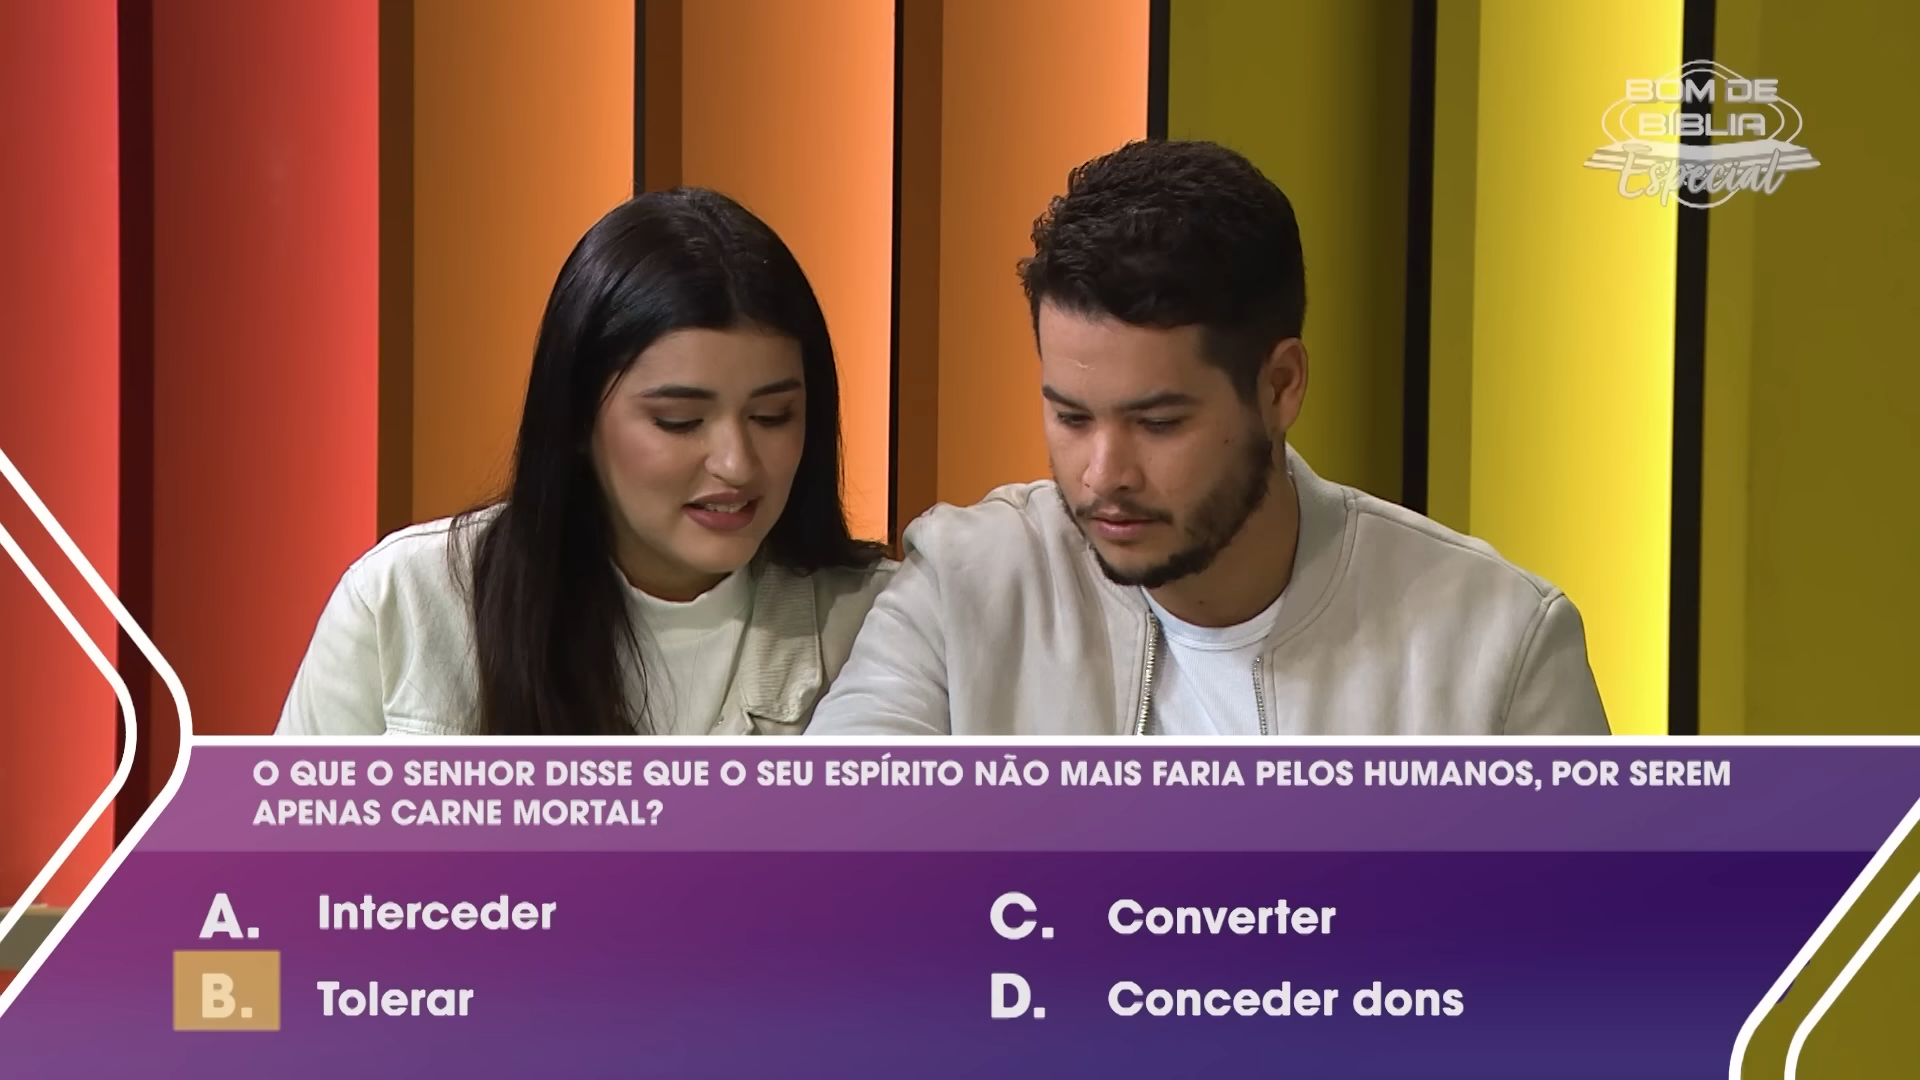 BOM DE
BÍBLIA
Especial
O QUE O SENHOR DISSE QUE O SEU ESPÍRITO NÃO MAIS FARIA PELOS HUMANOS, POR SEREM
APENAS CARNE MORTAL?
A. Interceder
B. Tolerar
C. Converter
D. Conceder dons